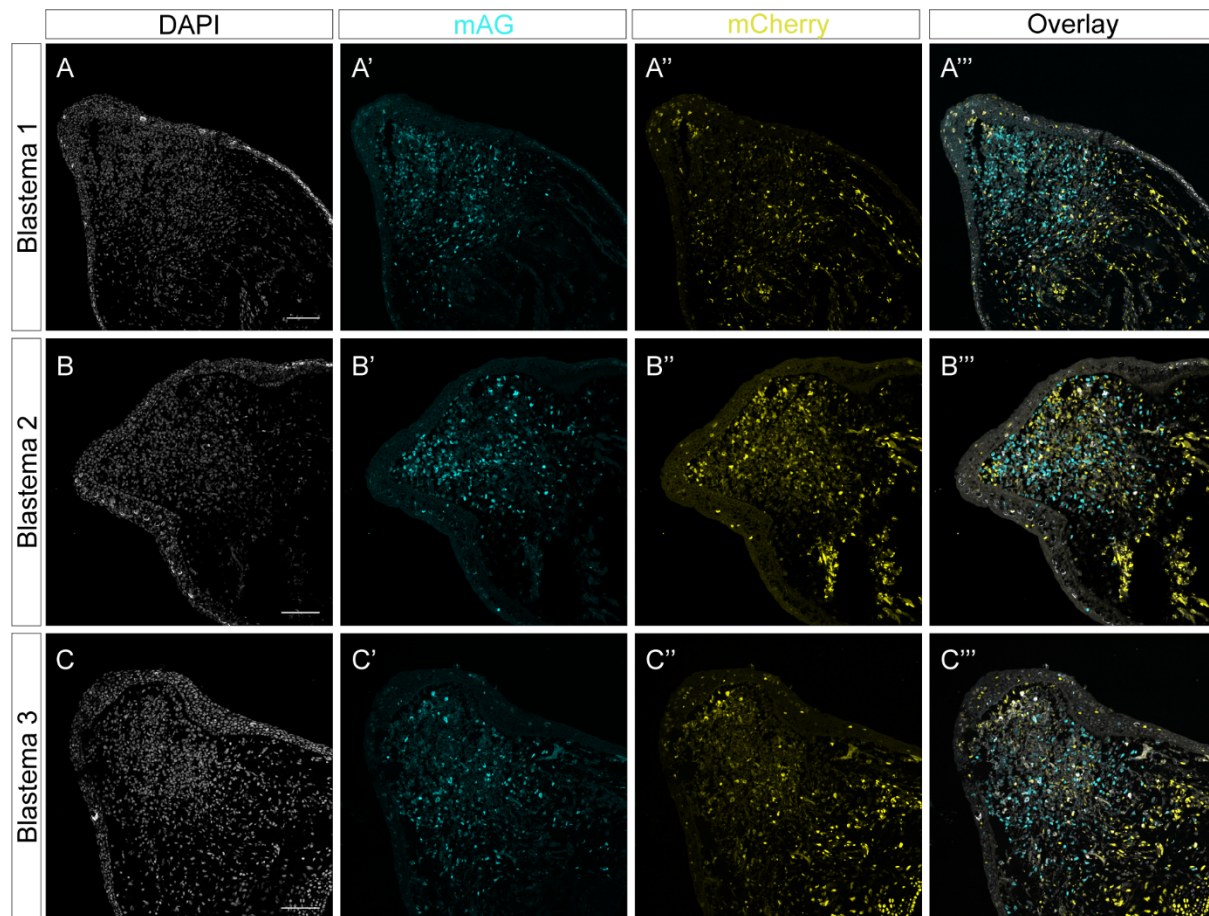 DAPI mAG mCherry Overlay
Blastema 1
A A’ A’’ A’’’
Blastema 2
B B’ B’’ B’’’
Blastema 3
C C’ C’’ C’’’